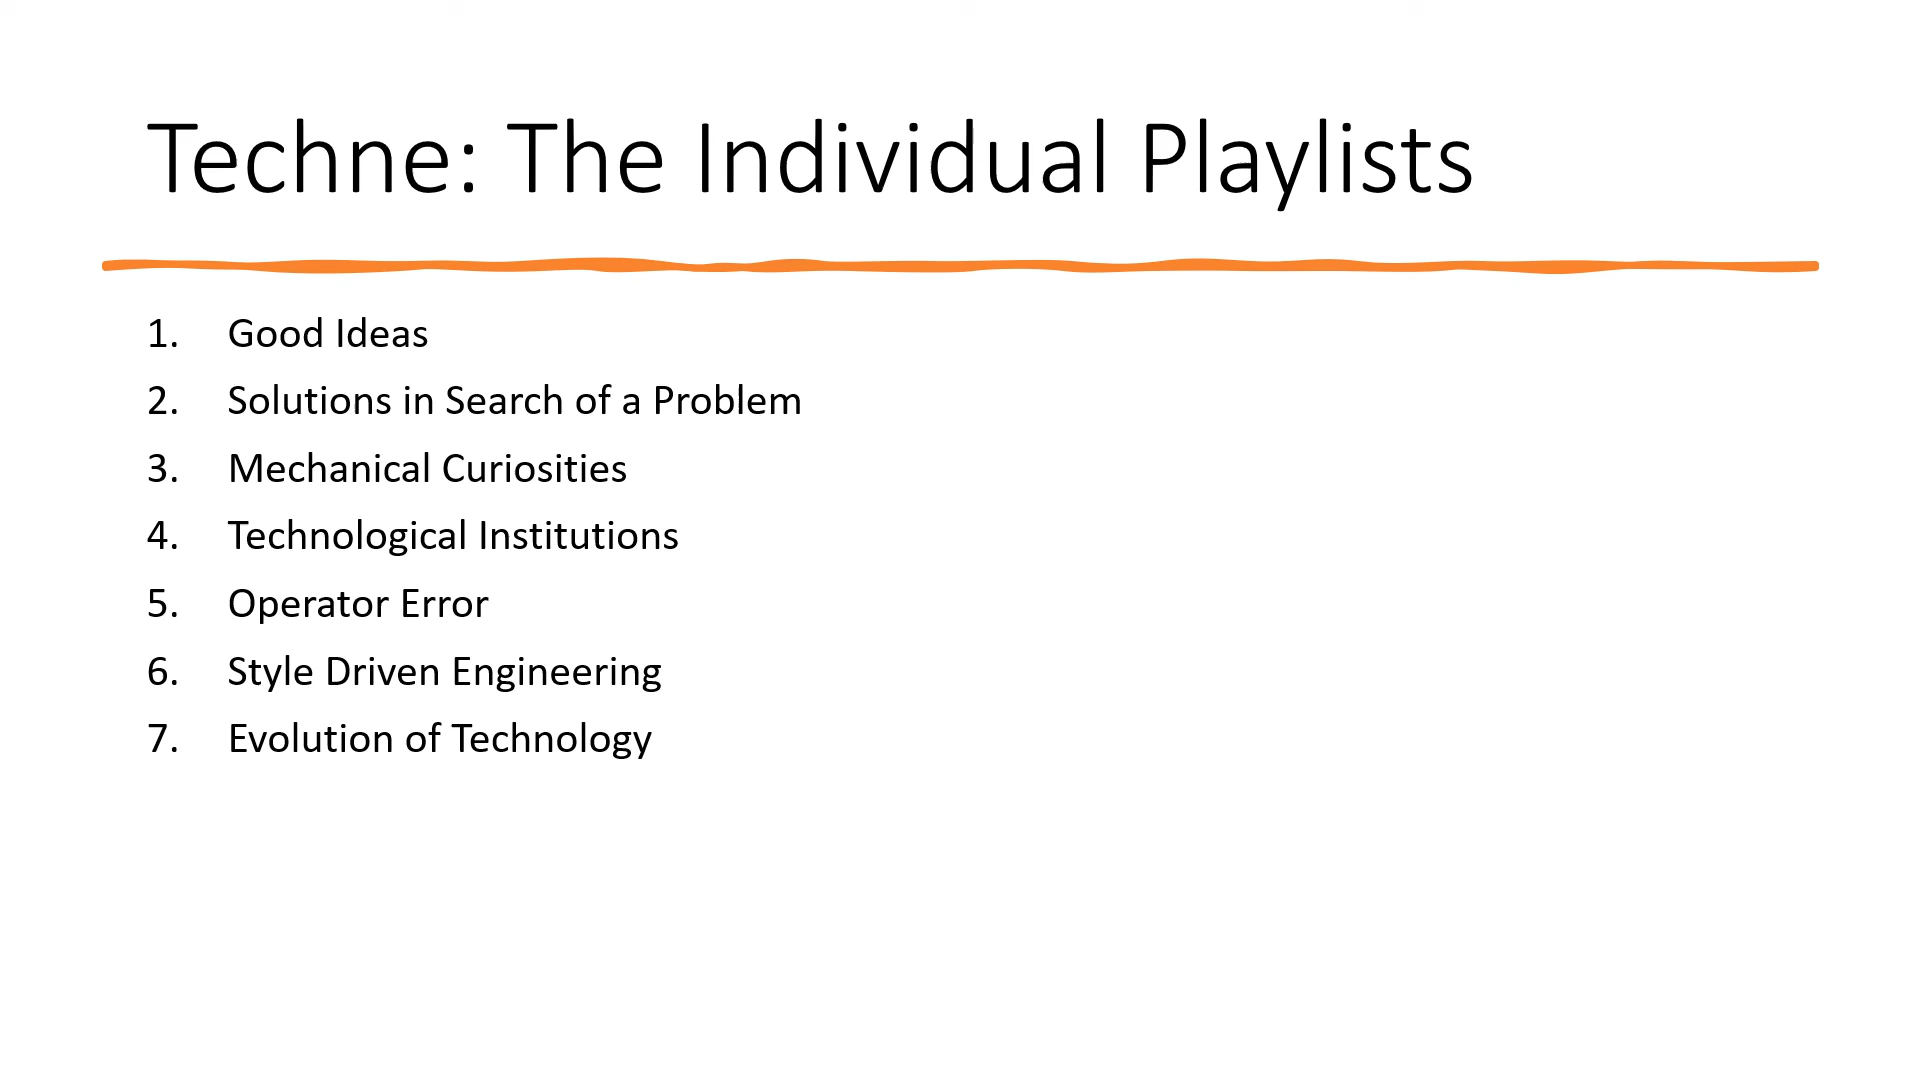 Techne: The Individual Playlists
1. Good Ideas
2. Solutions in Search of a Problem
3. Mechanical Curiosities
4. Technological Institutions
5. Operator Error
6. Style Driven Engineering
7. Evolution of Technology